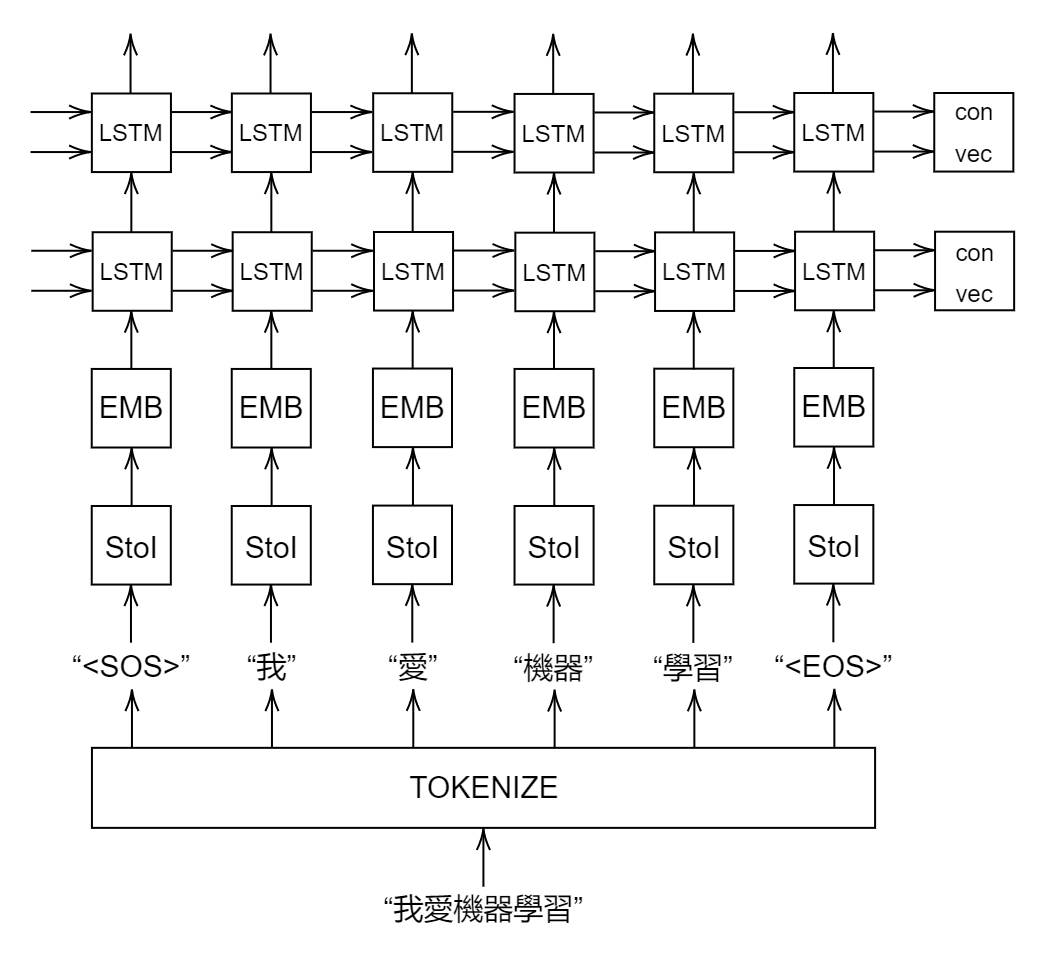 LSTM LSTM LSTM LSTM LSTM LSTM con
vec
LSTM LSTM LSTM LSTM LSTM LSTM con
vec
EMB EMB EMB EMB EMB EMB
StoI StoI StoI StoI StoI StoI
“<SOS>” “我” “愛” “機器” “學習” “<EOS>”
TOKENIZE
“我愛機器學習”